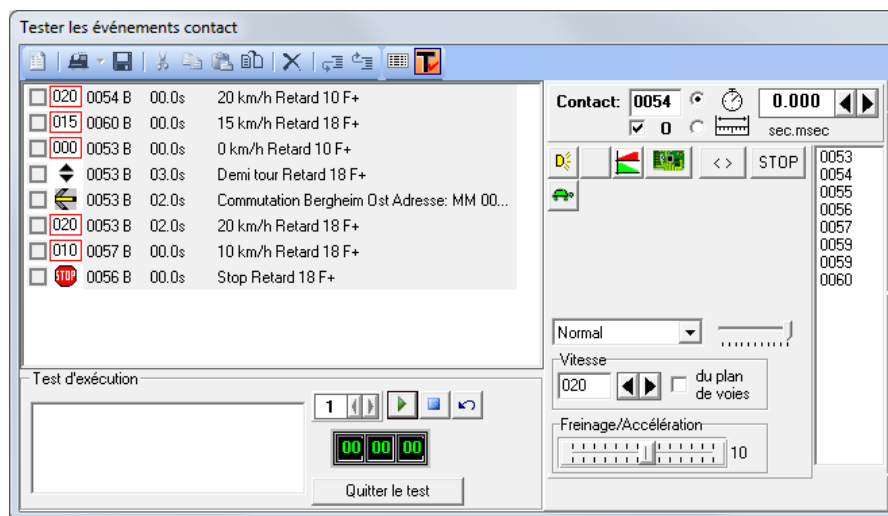 Tester les événements contact
020 0054 B 00.0s 20 km/h Retard 10 F+
015 0060 B 00.0s 15 km/h Retard 18 F+
000 0053 B 00.0s 0 km/h Retard 10 F+
0053 B 03.0s Demi tour Retard 18 F+
0053 B 02.0s Commutation Bergheim Ost Adresse: MM 00...
020 0053 B 02.0s 20 km/h Retard 18 F+
010 0057 B 00.0s 10 km/h Retard 18 F+
STOP 0056 B 00.0s Stop Retard 18 F+
Test d'exécution
1
00 00 00
Quitter le test
Contact: 0054 0.000
0 sec.msec
D < > STOP
0053
0054
0055
0056
0057
0059
0059
0060
Normal
Vitesse
020 du plan
de voies
Freinage/Accélération
10